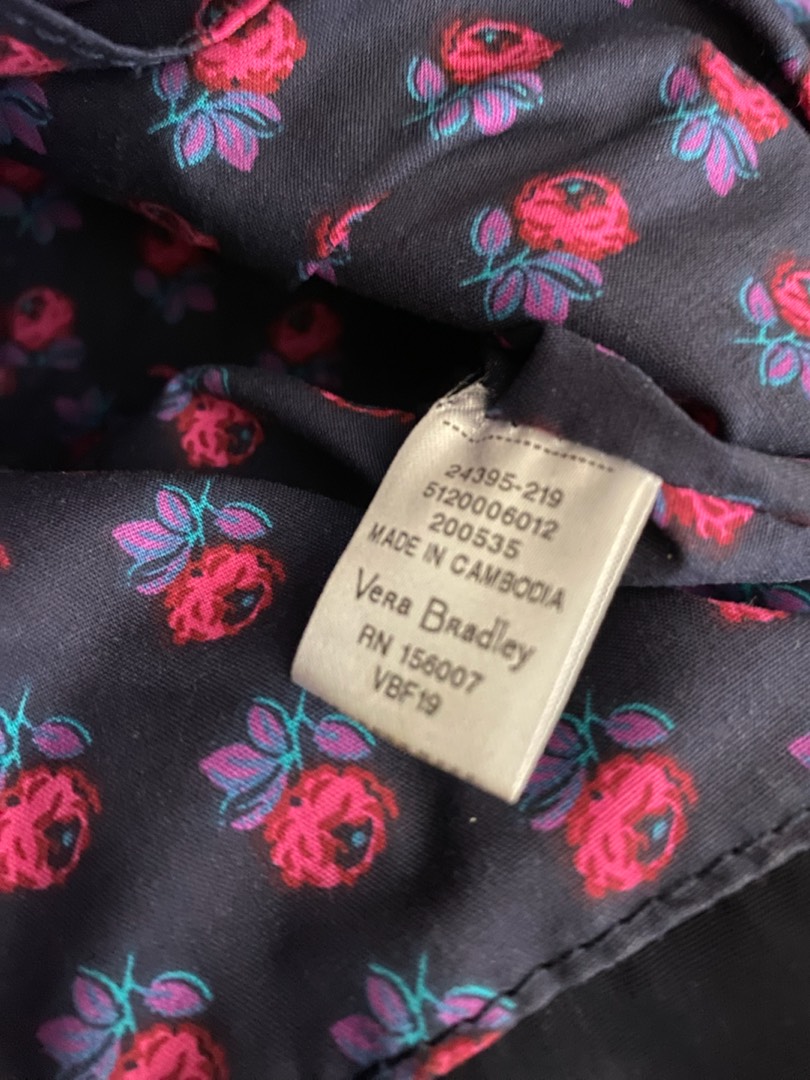 24395-219
5120006012
200535
MADE IN CAMBODIA
Vera Bradley
RN 156007
VBF19